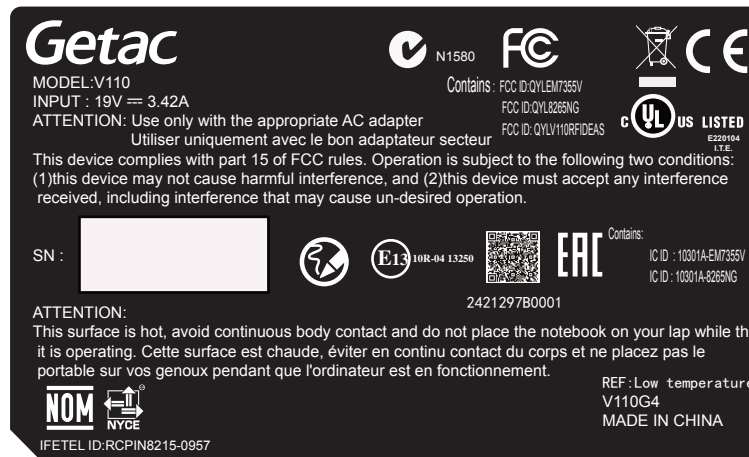 Getac
N1580
FC
CE
MODEL:V110
INPUT : 19V ⎓ 3.42A
Contains : FCC ID:QYLEM7355V
FCC ID:QYL8265NG
FCC ID: QYLV110RFIDEAS
C UL US LISTED
E220104
I.T.E.
ATTENTION: Use only with the appropriate AC adapter
Utiliser uniquement avec le bon adaptateur secteur
This device complies with part 15 of FCC rules. Operation is subject to the following two conditions:
(1)this device may not cause harmful interference, and (2)this device must accept any interference
received, including interference that may cause un-desired operation.
SN :
E13 10R-04 13250
EAC
Contains:
IC ID : 10301A-EM7355V
IC ID : 10301A-8265NG
2421297B0001
ATTENTION:
This surface is hot, avoid continuous body contact and do not place the notebook on your lap while th
it is operating. Cette surface est chaude, éviter en continu contact du corps et ne placez pas le
portable sur vos genoux pendant que l'ordinateur est en fonctionnement.
REF:Low temperature
V110G4
MADE IN CHINA
NOM
NYCE
IFETEL ID:RCPIN8215-0957